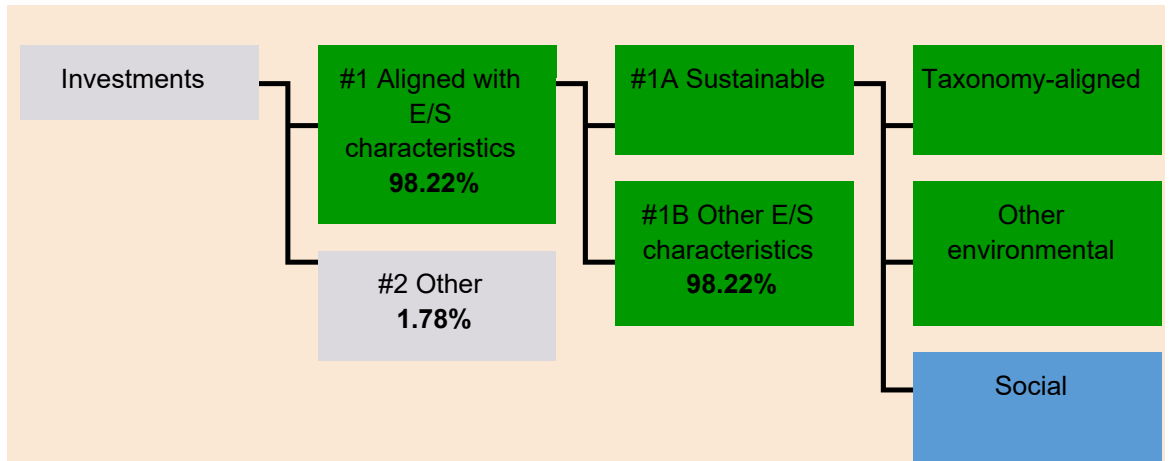 Investments
#1 Aligned with
E/S
characteristics
98.22%
#2 Other
1.78%
#1A Sustainable
#1B Other E/S
characteristics
98.22%
Taxonomy-aligned
Other
environmental
Social